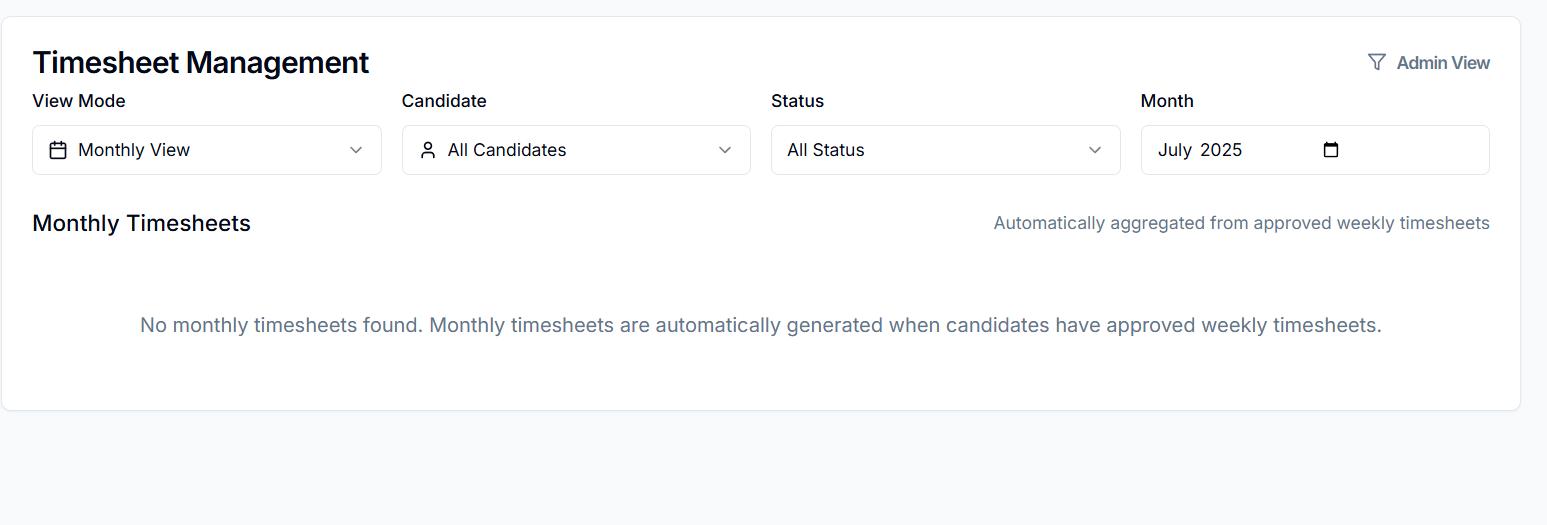 Timesheet Management
Admin View
View Mode
Candidate
Status
Month
Monthly View
All Candidates
All Status
July 2025
Monthly Timesheets
Automatically aggregated from approved weekly timesheets
No monthly timesheets found. Monthly timesheets are automatically generated when candidates have approved weekly timesheets.